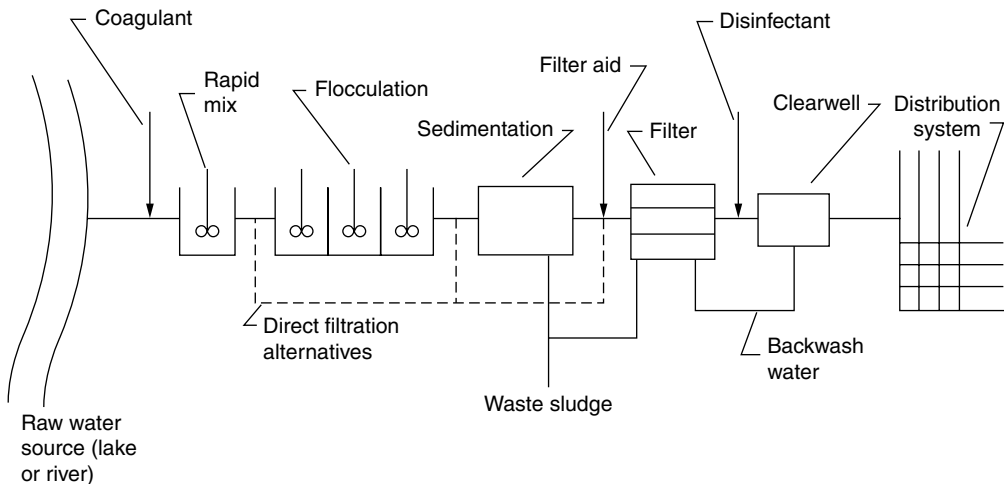 Coagulant
Rapid
mix
Flocculation
Sedimentation
Filter aid
Filter
Disinfectant
Clearwell
Distribution
system
Direct filtration
alternatives
Waste sludge
Backwash
water
Raw water
source (lake
or river)